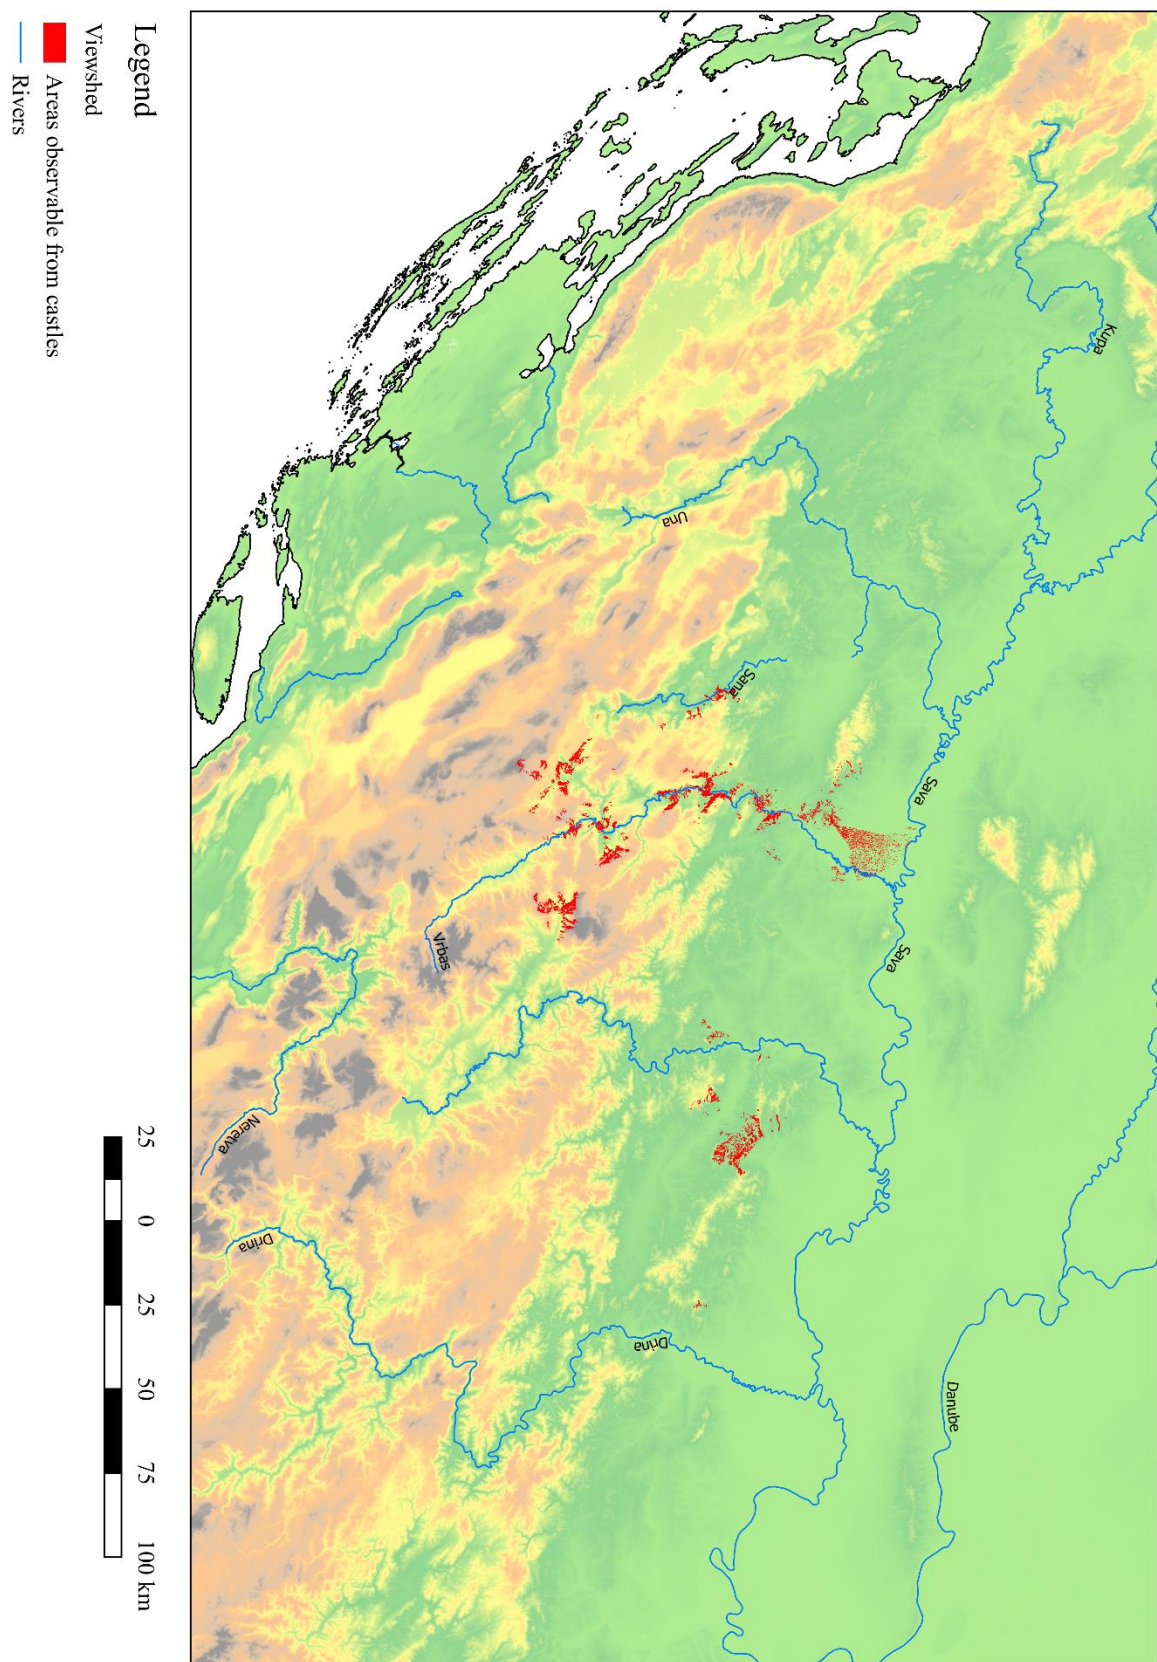 Kupa
Una
Sana
Sava
Sava
Vrbas
Neretva
Drina
Drina
Danube
Legend
Viewshed
Areas observable from castles
Rivers
25 0 25 50 75 100 km